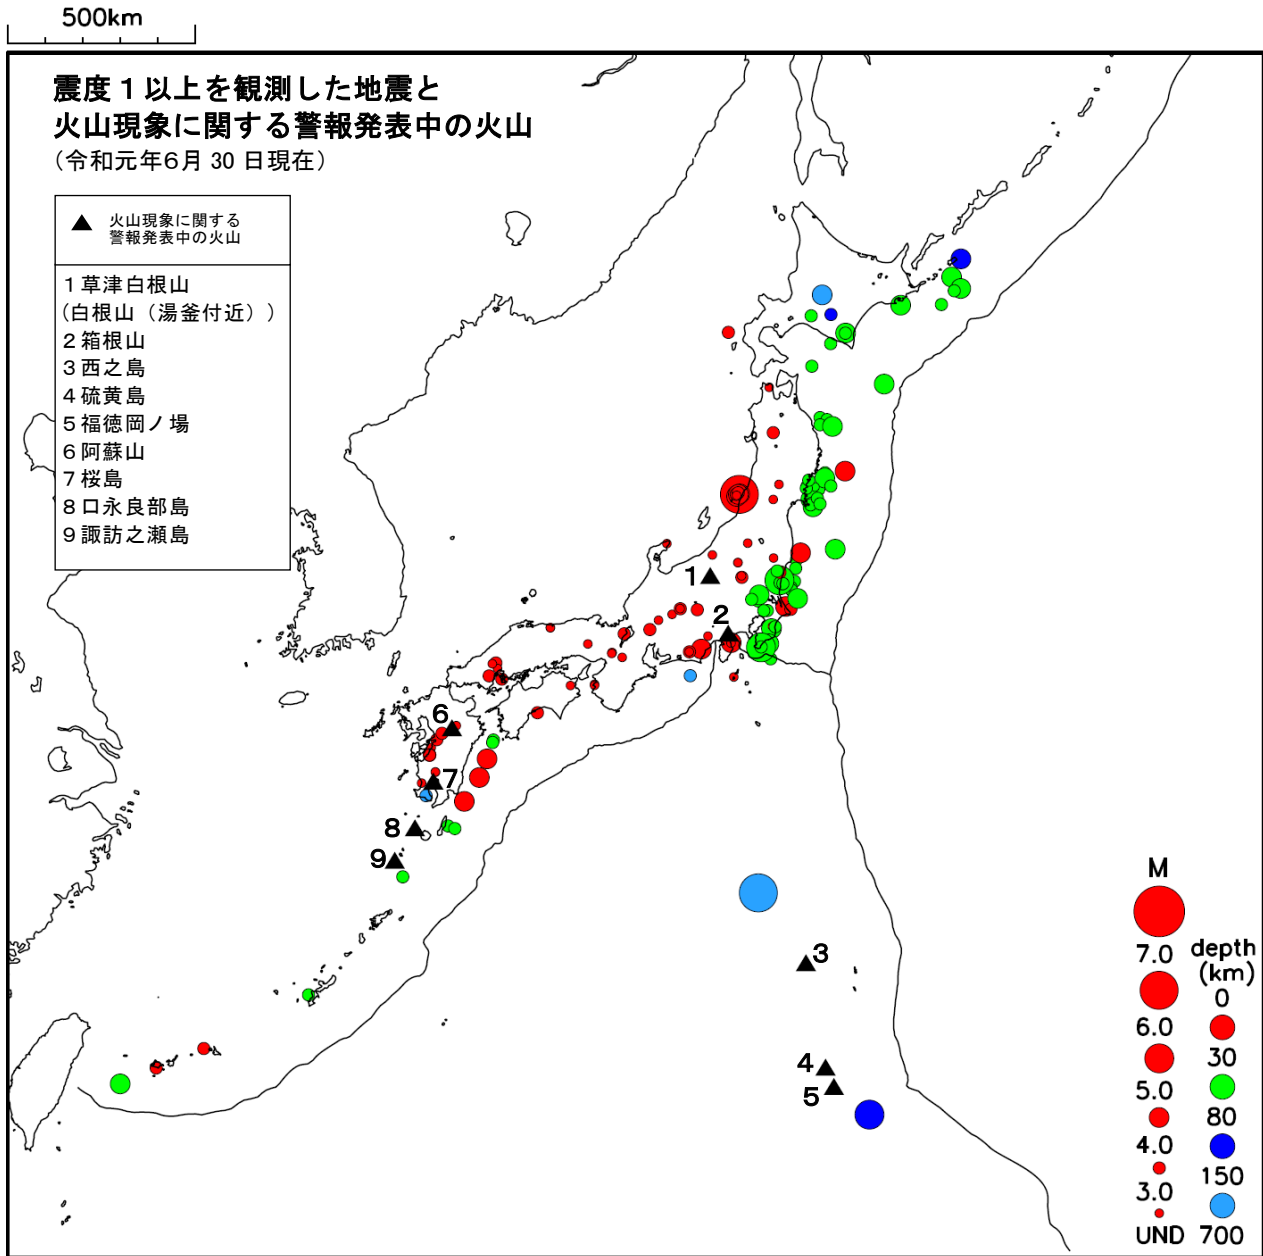 500km
震度１以上を観測した地震と
火山現象に関する警報発表中の火山
（令和元年6月 30 日現在）
▲ 火山現象に関する
警報発表中の火山
１草津白根山
(白根山（湯釜付近）)
２箱根山
３西之島
４硫黄島
５福徳岡ノ場
６阿蘇山
７桜島
８口永良部島
９諏訪之瀬島
1
2
6
7
8
9
3
4
5
M
7.0
6.0
5.0
4.0
3.0
UND
depth
(km)
0
30
80
150
700